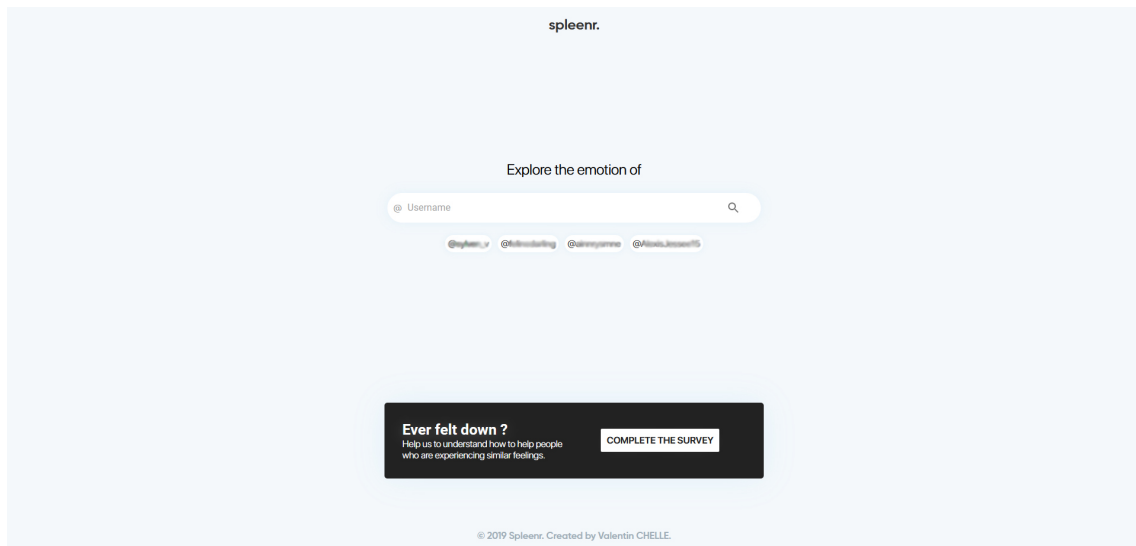 spleenr.
Explore the emotion of
@ Username
Ever felt down ?
Help us to understand how to help people
who are experiencing similar feelings.
COMPLETE THE SURVEY
© 2019 Spleenr. Created by Valentin CHELLE.